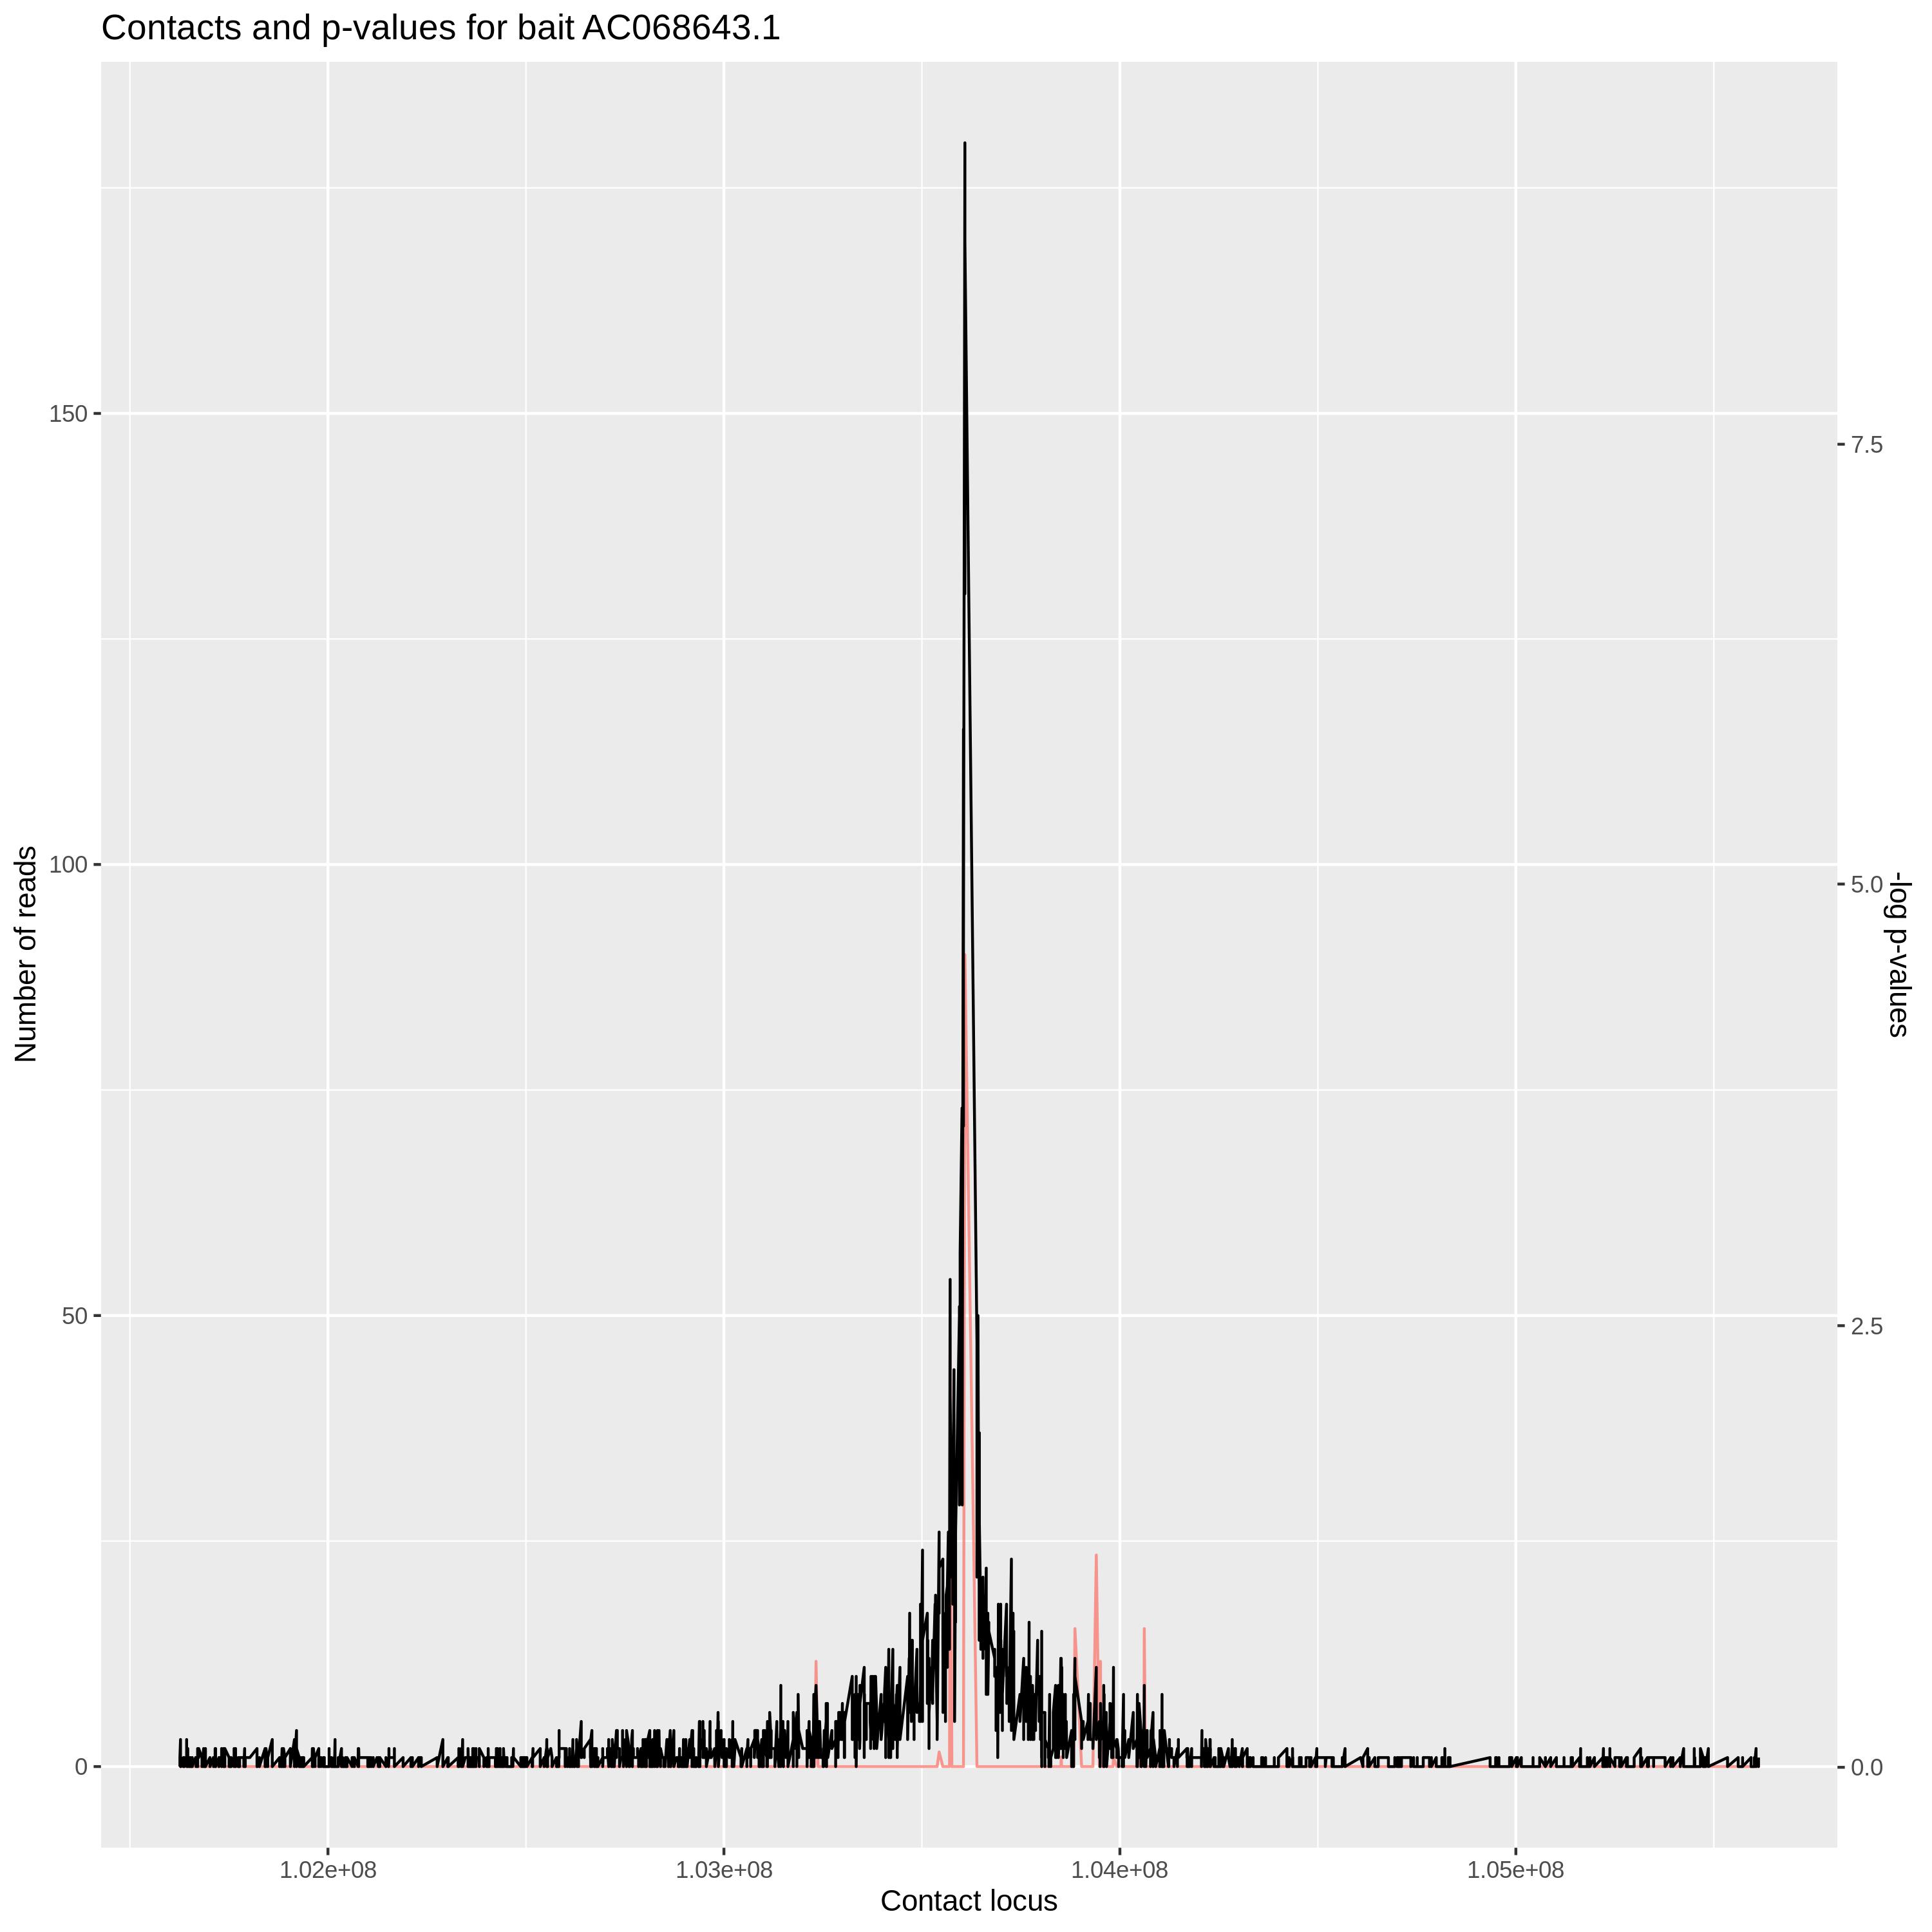 Contacts and p-values for bait AC068643.1
150
100
50
0
Number of reads
7.5
5.0
2.5
0.0
-log p-values
1.02e+08
1.03e+08
1.04e+08
1.05e+08
Contact locus